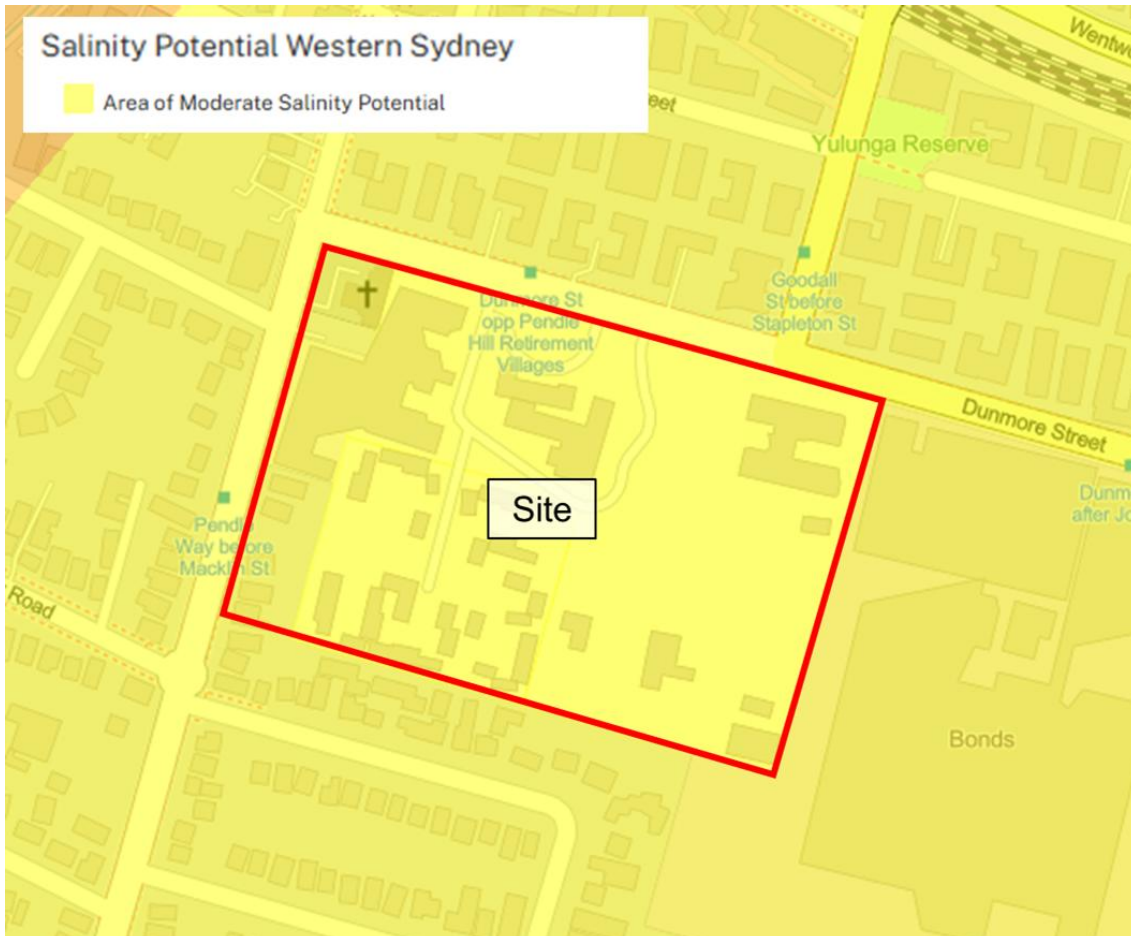 Salinity Potential Western Sydney
Area of Moderate Salinity Potential
Yulunga Reserve
Goodall
St before
Stapleton St
Dunmore St
opp Pendle
Hill Retirement
Villages
Dunmore Street
Site
Pendle
Way before
Macklin St
Road
Bonds